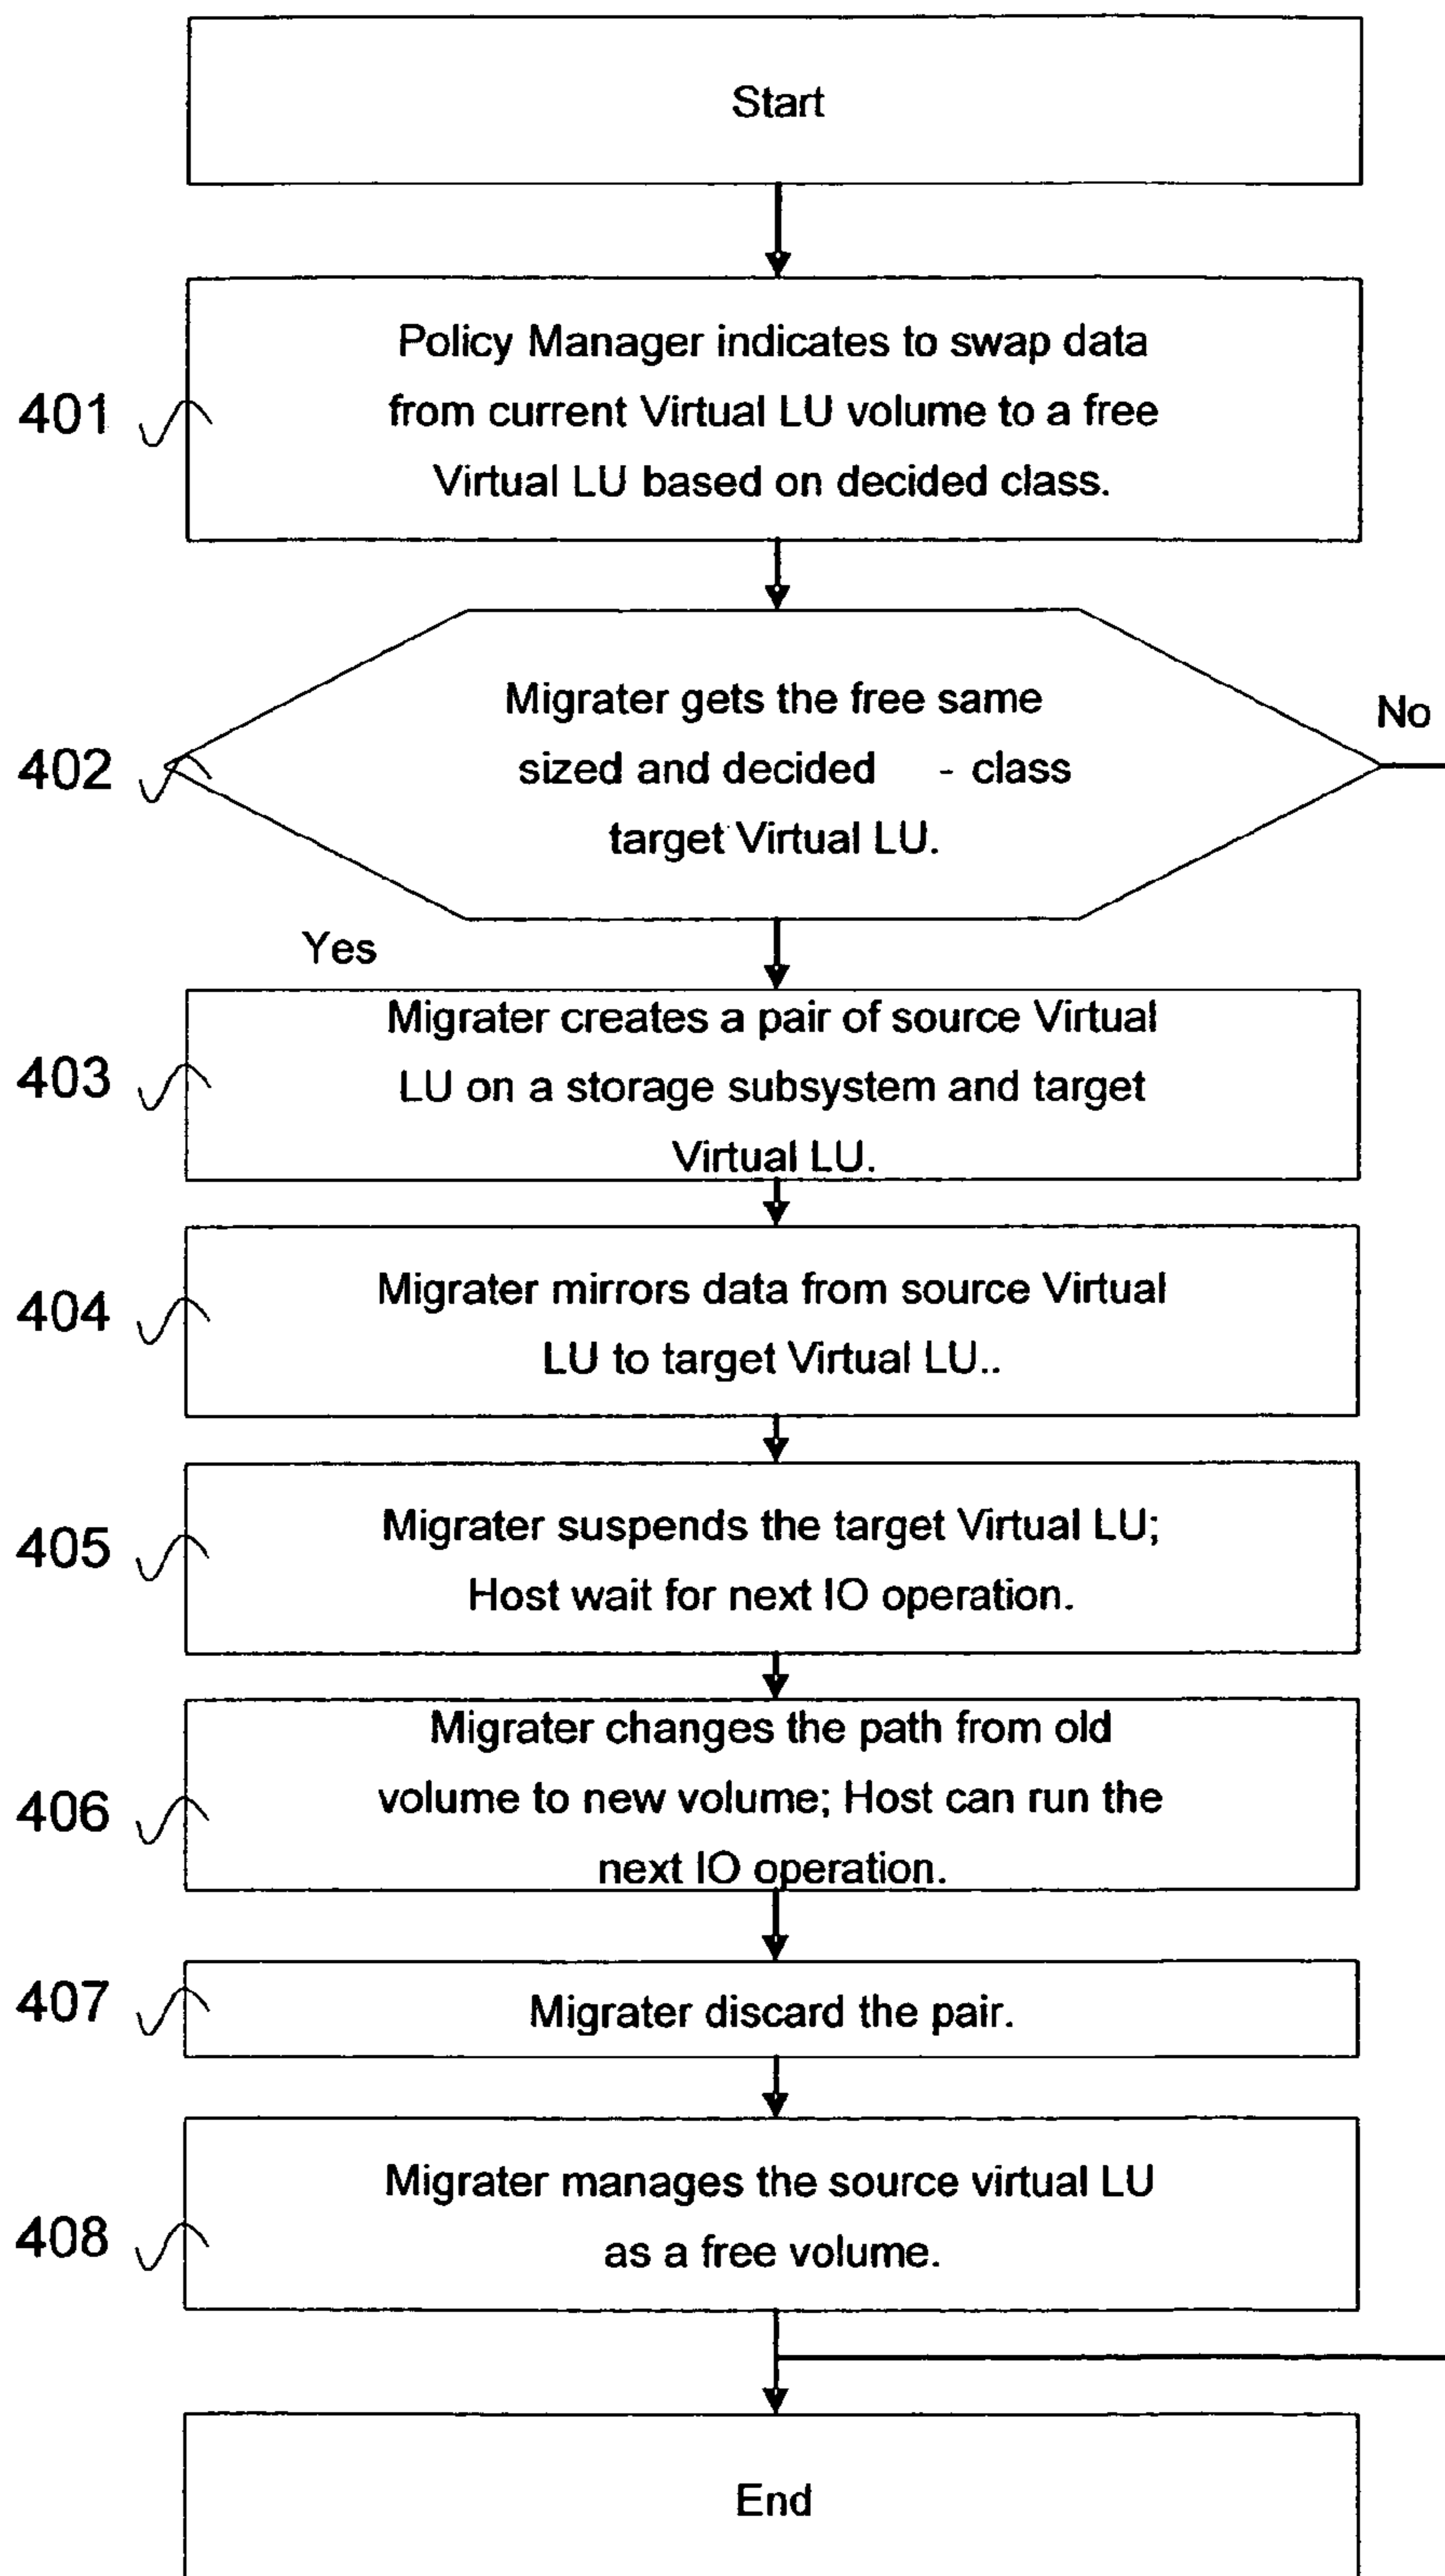 Start
401
Policy Manager indicates to swap data
from current Virtual LU volume to a free
Virtual LU based on decided class.
402
Migrater gets the free same
sized and decided - class
target Virtual LU.
No
Yes
403
Migrater creates a pair of source Virtual
LU on a storage subsystem and target
Virtual LU.
404
Migrater mirrors data from source Virtual
LU to target Virtual LU..
405
Migrater suspends the target Virtual LU;
Host wait for next IO operation.
406
Migrater changes the path from old
volume to new volume; Host can run the
next IO operation.
407
Migrater discard the pair.
408
Migrater manages the source virtual LU
as a free volume.
End